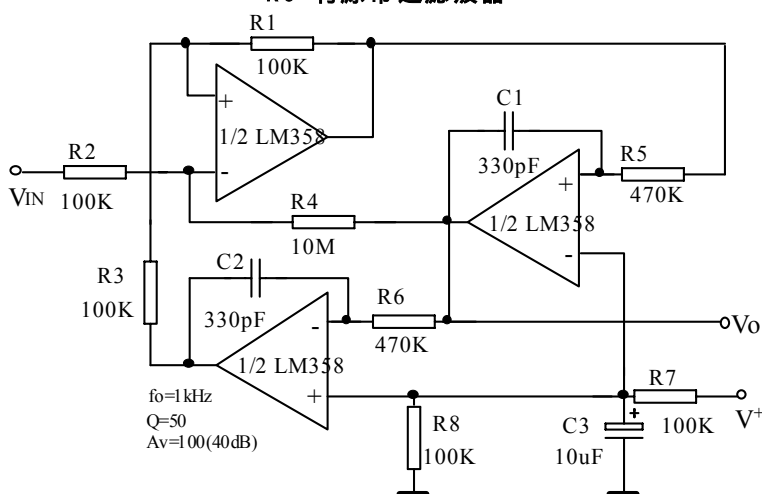 R1
100K
+
1/2 LM358
-
R2
VIN
100K
C1
330pF
R5
470K
+
1/2 LM358
-
R4
10M
R3
100K
C2
330pF
R6
470K
-
1/2 LM358
+
Vo
fo=1kHz
Q=50
Av=100(40dB)
R8
100K
C3
10uF
+
R7
100K
V+